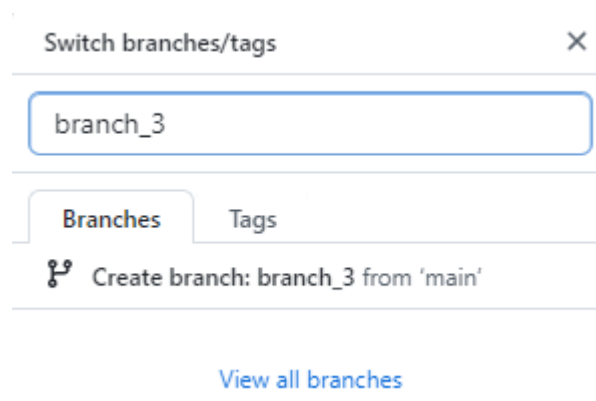 Switch branches/tags
branch_3
Branches Tags
Create branch: branch_3 from 'main'
View all branches